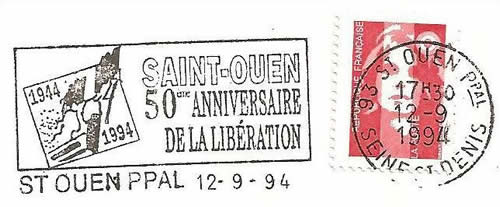 1944
1994
SAINT-OUEN
50ème ANNIVERSAIRE
DE LA LIBÉRATION
ST OUEN PPAL 12-9-94
RÉPUBLIQUE FRANÇAISE
93 ST OUEN PPAL
17H30
12-9
1994
SEINE-ST-DENIS
LA